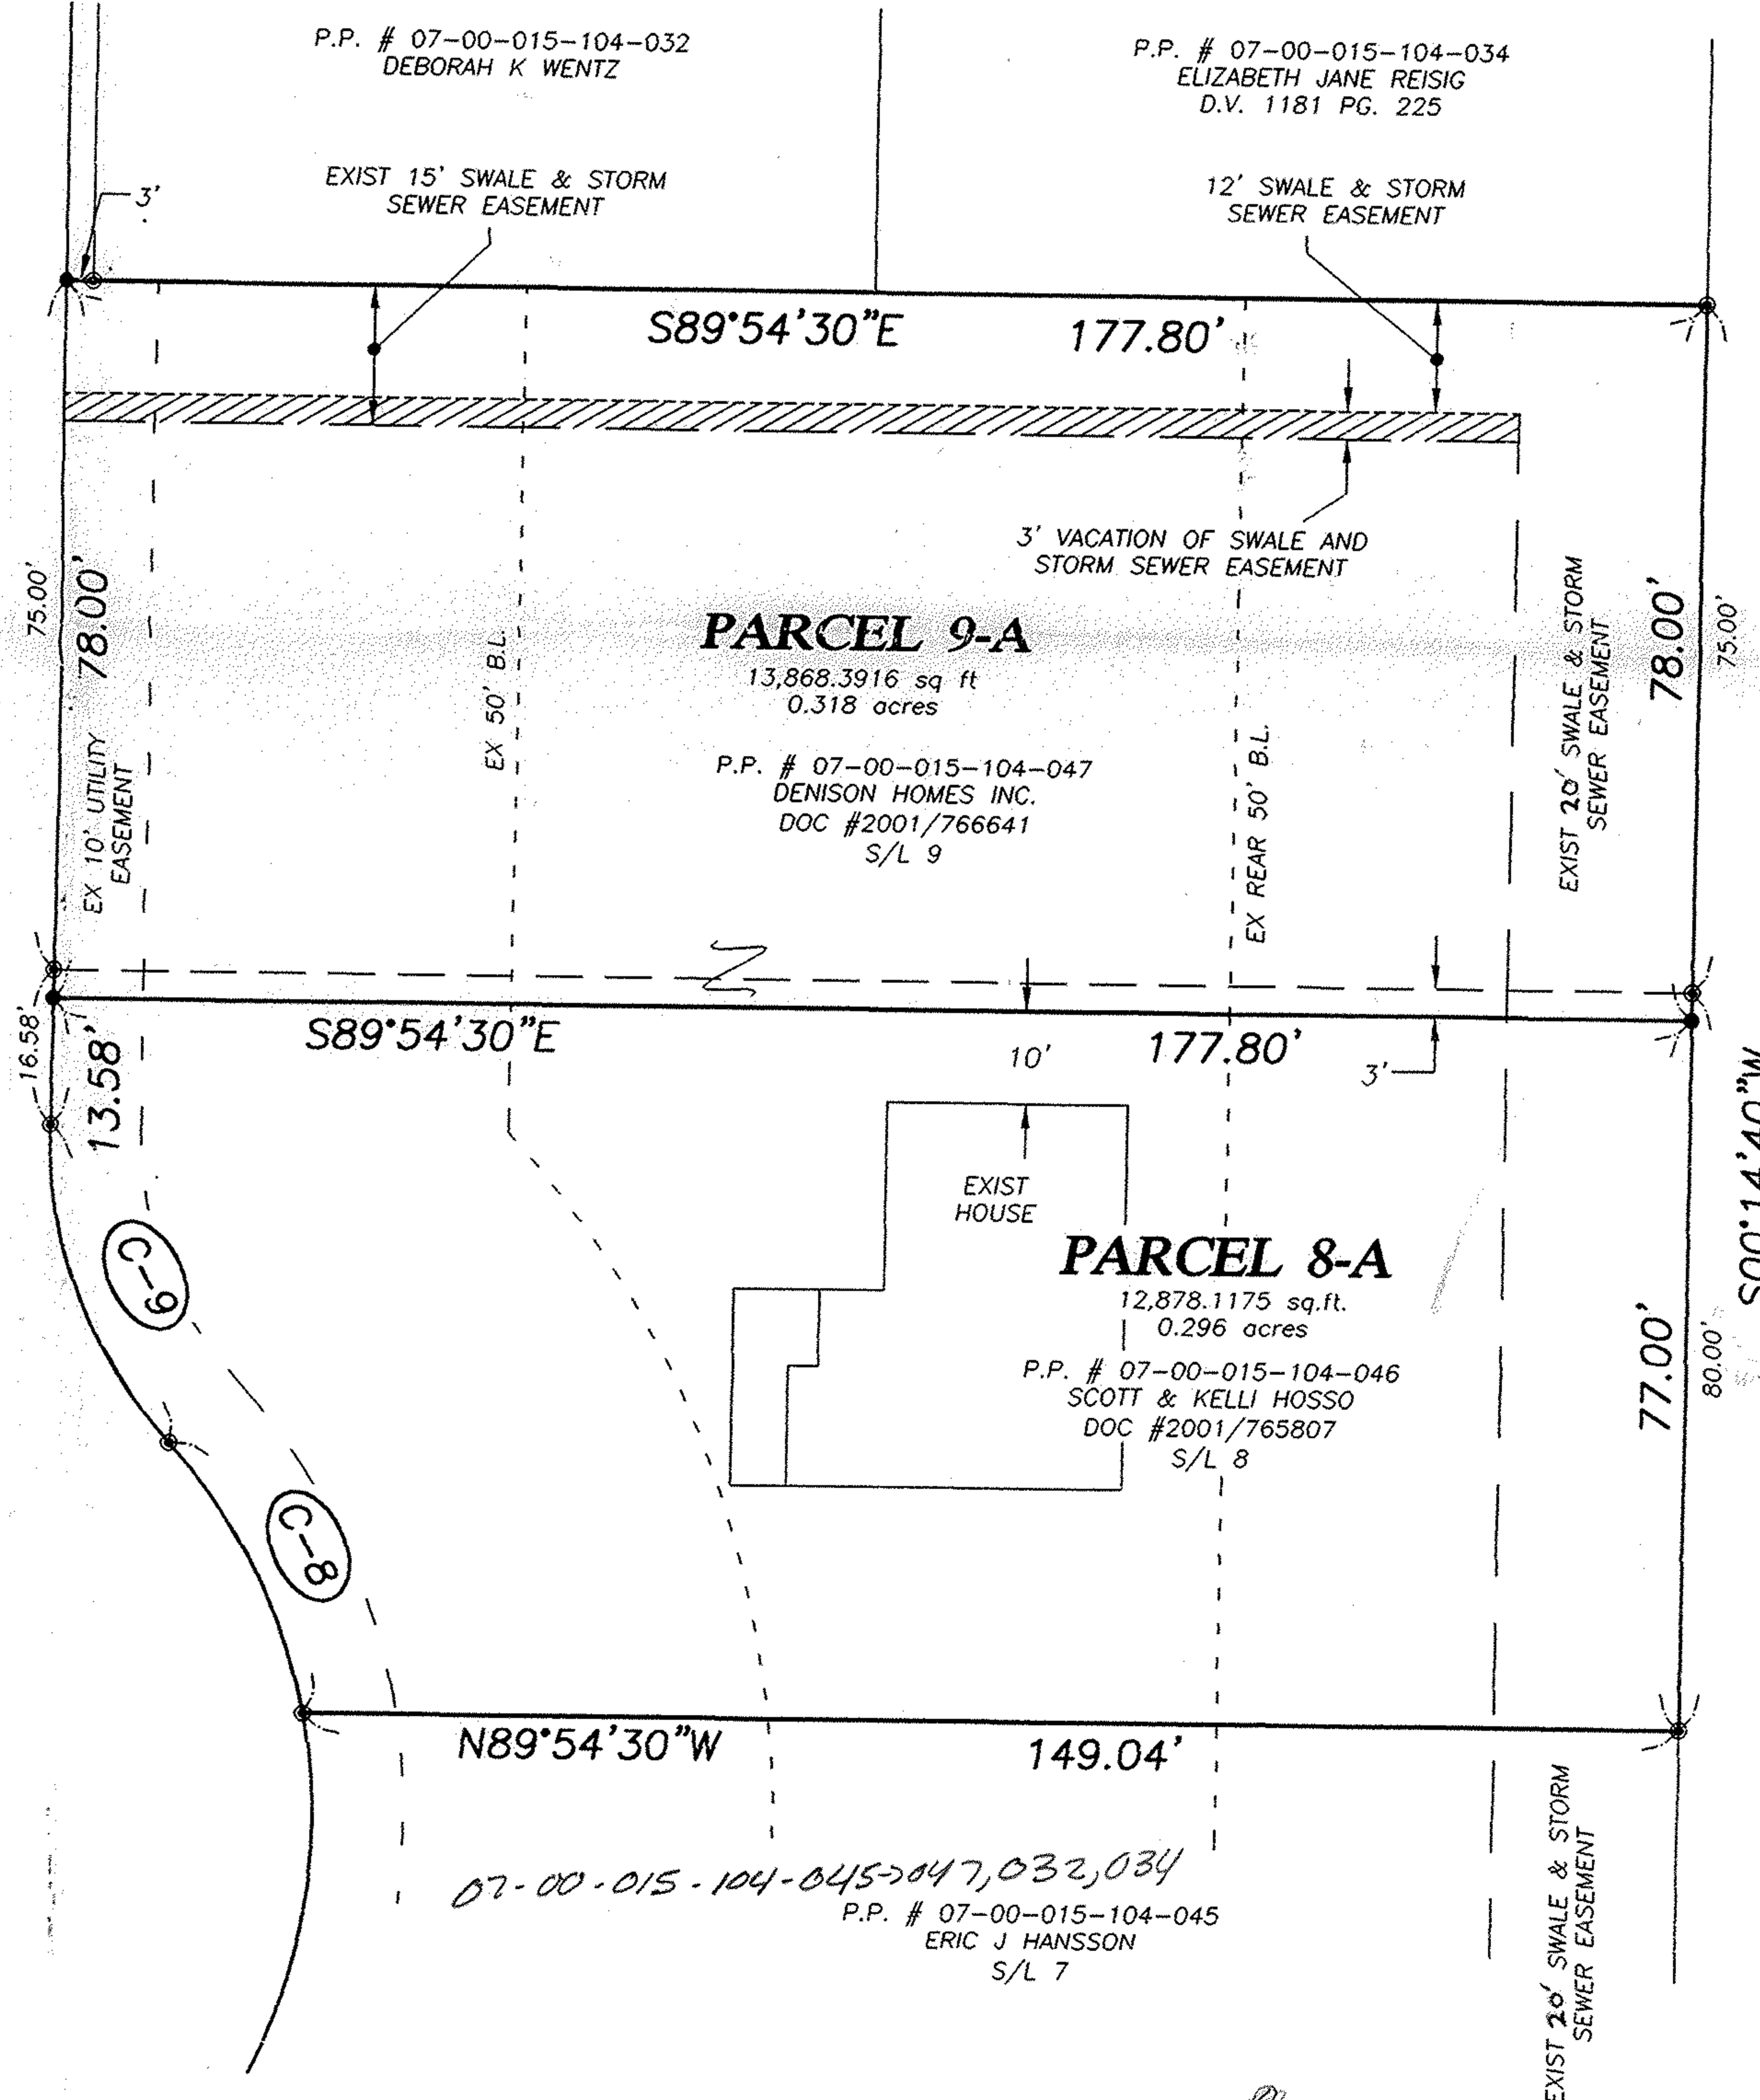 P.P. # 07-00-015-104-032
DEBORAH K WENTZ
P.P. # 07-00-015-104-034
ELIZABETH JANE REISIG
D.V. 1181 PG. 225
3'
EXIST 15' SWALE & STORM
SEWER EASEMENT
12' SWALE & STORM
SEWER EASEMENT
S89°54'30"E
177.80'
3' VACATION OF SWALE AND
STORM SEWER EASEMENT
75.00'
78.00'
EX 10' UTILITY
EASEMENT
EX 50' B.L.
PARCEL 9-A
13,868.3916 sq ft
0.318 acres
P.P. # 07-00-015-104-047
DENISON HOMES INC.
DOC #2001/766641
S/L 9
EX REAR 50' B.L.
EXIST 20' SWALE & STORM
SEWER EASEMENT
78.00'
75.00'
16.58'
13.58'
S89°54'30"E
10'
177.80'
3'
S00°14'40"W
EXIST
HOUSE
PARCEL 8-A
12,878.1175 sq.ft.
0.296 acres
P.P. # 07-00-015-104-046
SCOTT & KELLI HOSSO
DOC #2001/765807
S/L 8
77.00'
80.00'
C-9
C-8
N89°54'30"W
149.04'
07-00-015-104-045->047,032,034
P.P. # 07-00-015-104-045
ERIC J HANSSON
S/L 7
EXIST 20' SWALE & STORM
SEWER EASEMENT